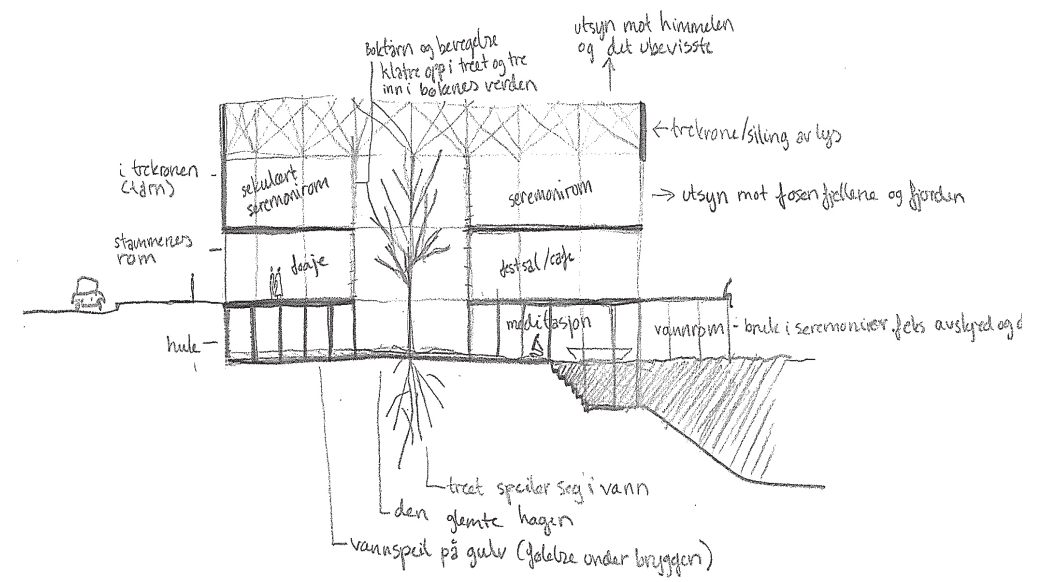 utsyn mot himmelen
og det ubevisste
Boktårn og bevegelse
klatre opp i treet og tre
inn i bøkenes verden
← trekrone/siling av lys
i trekronen
(tårn)
sekulært
seremonirom
seremonirom
→ utsyn mot fosenfjellene og fjorden
stammenes
rom
foaje
festsal/cafe
hule
meditasjon
vannrom - bruk i seremonier, feks avskjed og d
treet speiler seg i vann
den glemte hagen
vannspeil på gulv (følelse under bryggen)